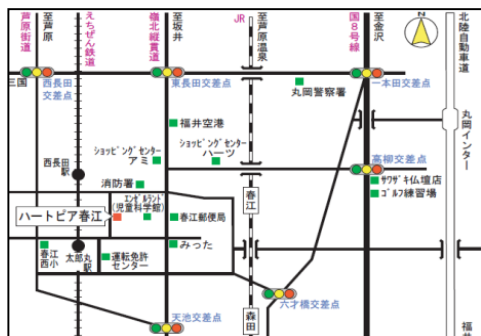 芦原街道
至芦原
えちぜん鉄道
嶺北縦貫道
至坂井
JR
至芦原温泉
国8号線
至金沢
北陸自動車道
三国
西長田
交差点
東長田交差点
丸岡警察署
一本田交差点
丸岡インター
福井空港
ショッピングセンター
アミ
ショッピングセンター
ハーツ
高柳交差点
西長田
駅
消防署
サワザキ仏壇店
ゴルフ練習場
エンゼルランド
(児童科学館)
春江
ハートピア春江
春江郵便局
春江
西小
太郎丸
駅
運転免許
センター
みった
六才橋交差点
天池交差点
森田
福井